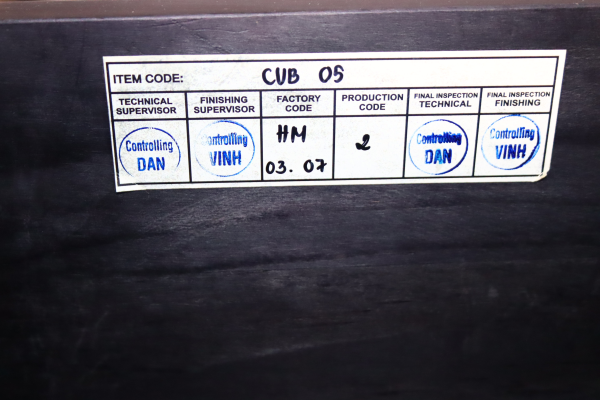 ITEM CODE: CUB 05
TECHNICAL SUPERVISOR
FINISHING SUPERVISOR
FACTORY CODE
PRODUCTION CODE
FINAL INSPECTION TECHNICAL
FINAL INSPECTION FINISHING
Controlling DAN
Controlling VINH
HM 03. 07
2
Controlling DAN
Controlling VINH